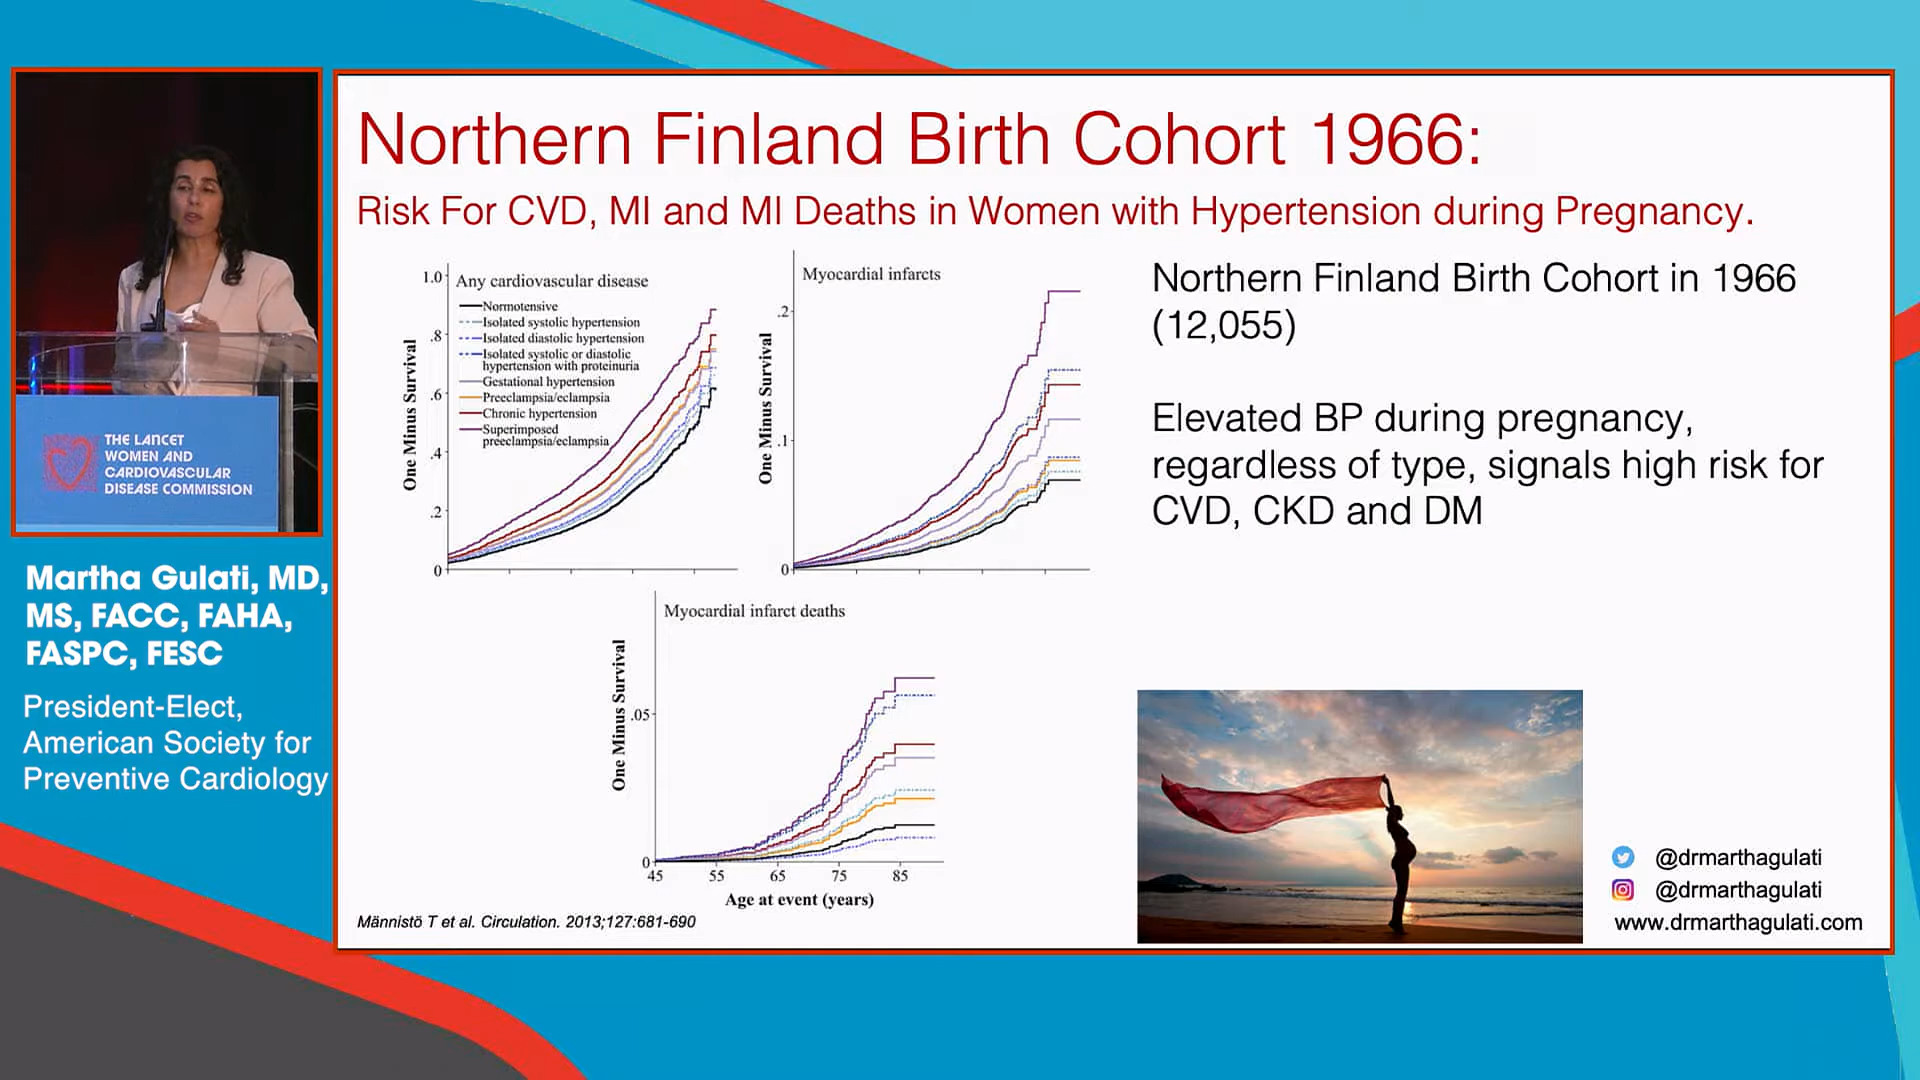 Northern Finland Birth Cohort 1966:
Risk For CVD, MI and MI Deaths in Women with Hypertension during Pregnancy.
Any cardiovascular disease
Normotensive
Isolated systolic hypertension
Isolated diastolic hypertension
Isolated systolic or diastolic
hypertension with proteinuria
Gestational hypertension
Preeclampsia/eclampsia
Chronic hypertension
Superimposed
preeclampsia/eclampsia
One Minus Survival
1.0
.8
.6
.4
.2
0
Myocardial infarcts
One Minus Survival
.2
.1
0
Myocardial infarct deaths
One Minus Survival
.05
0
45 55 65 75 85
Age at event (years)
Männistö T et al. Circulation. 2013;127:681-690
Northern Finland Birth Cohort in 1966
(12,055)
Elevated BP during pregnancy,
regardless of type, signals high risk for
CVD, CKD and DM
@drmarthagulati
@drmarthagulati
www.drmarthagulati.com
THE LANCET
WOMEN AND
CARDIOVASCULAR
DISEASE COMMISSION
Martha Gulati, MD,
MS, FACC, FAHA,
FASPC, FESC
President-Elect,
American Society for
Preventive Cardiology